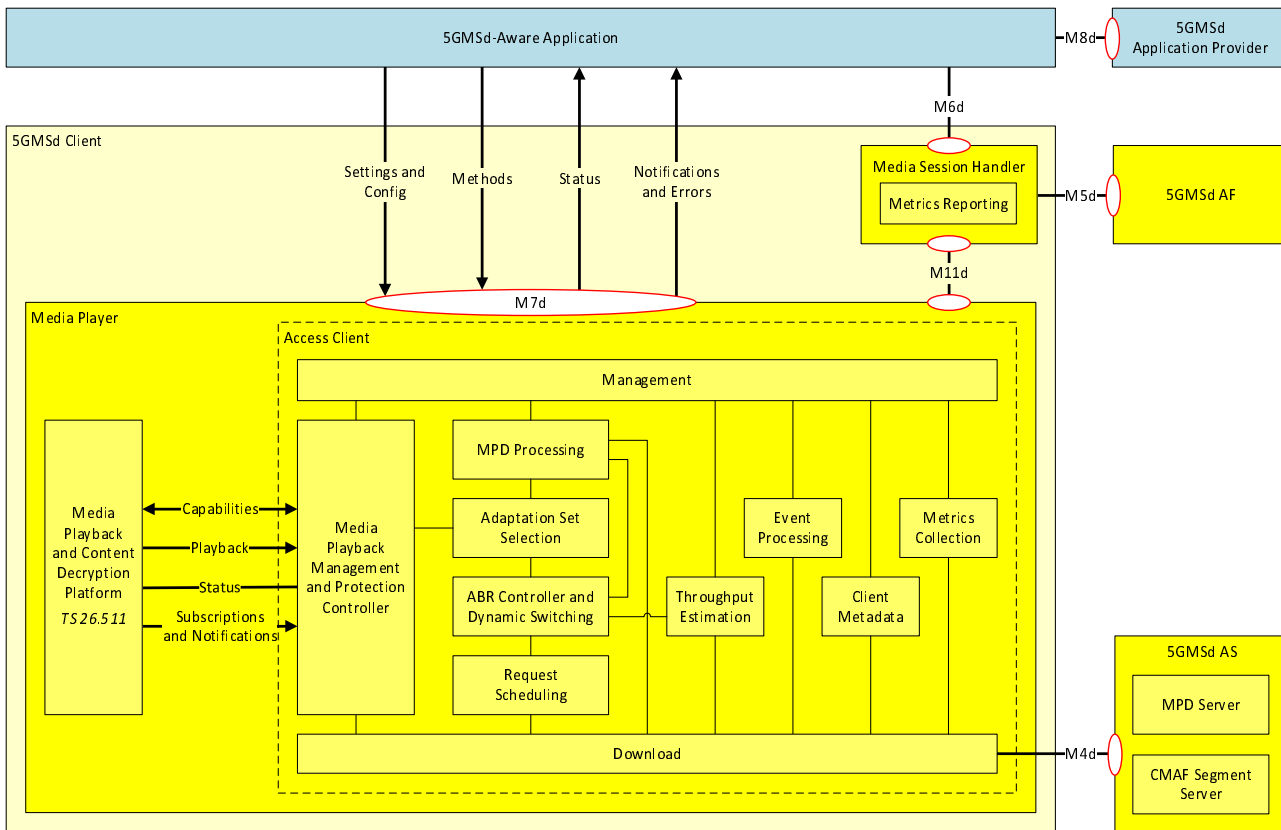 5GMSd-Aware Application
M8d
5GMSd
Application Provider
M6d
5GMSd Client
Settings and
Config
Methods
Status
Notifications
and Errors
Media Session Handler
Metrics Reporting
M5d
5GMSd AF
M11d
M7d
Media Player
Access Client
Management
Media
Playback
and Content
Decryption
Platform
TS 26.511
Capabilities
Playback
Status
Subscriptions
and Notifications
Media
Playback
Management
and Protection
Controller
MPD Processing
Adaptation Set
Selection
ABR Controller and
Dynamic Switching
Request
Scheduling
Throughput
Estimation
Event
Processing
Client
Metadata
Metrics
Collection
Download
M4d
5GMSd AS
MPD Server
CMAF Segment
Server